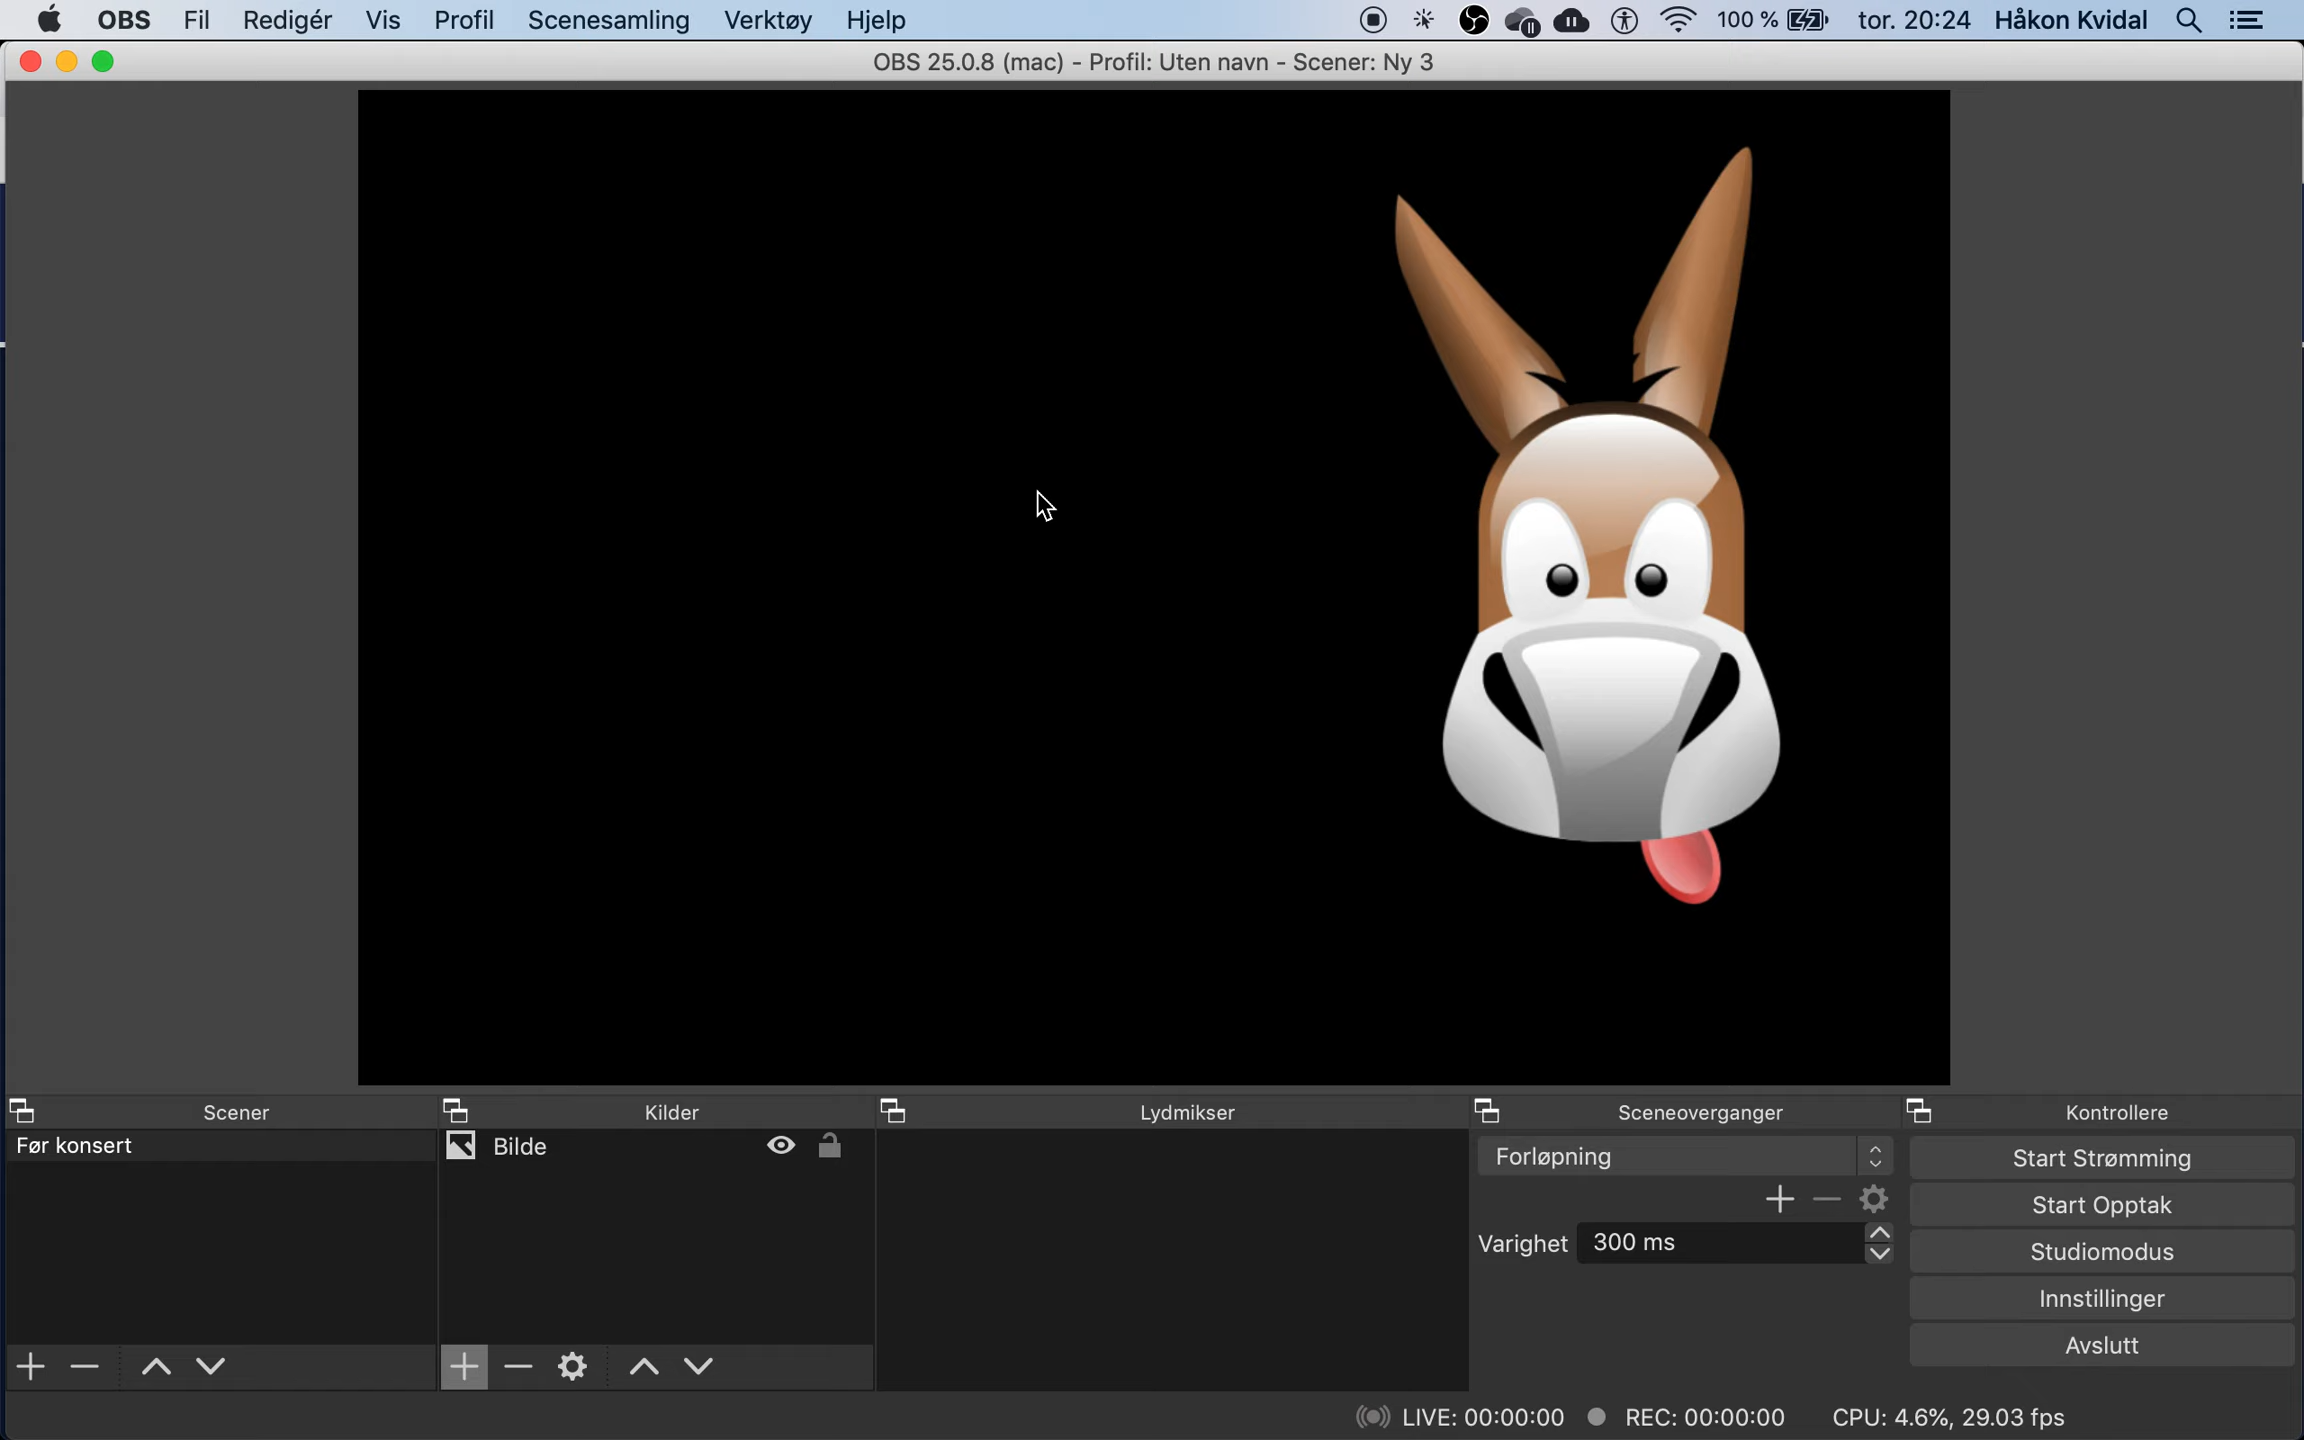 OBS Fil Redigér Vis Profil Scenesamling Verktøy Hjelp 100 % tor. 20:24 Håkon Kvidal
OBS 25.0.8 (mac) - Profil: Uten navn - Scener: Ny 3
Scener Kilder Lydmikser Sceneoverganger Kontrollere
Før konsert
Bilde
Forløpning
Varighet 300 ms
Start Strømming
Start Opptak
Studiomodus
Innstillinger
Avslutt
LIVE: 00:00:00 REC: 00:00:00 CPU: 4.6%, 29.03 fps